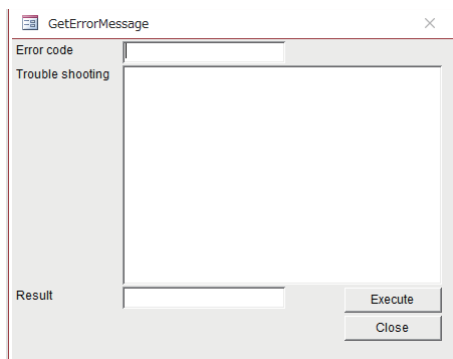 GetErrorMessage
Error code
Trouble shooting
Result
Execute
Close